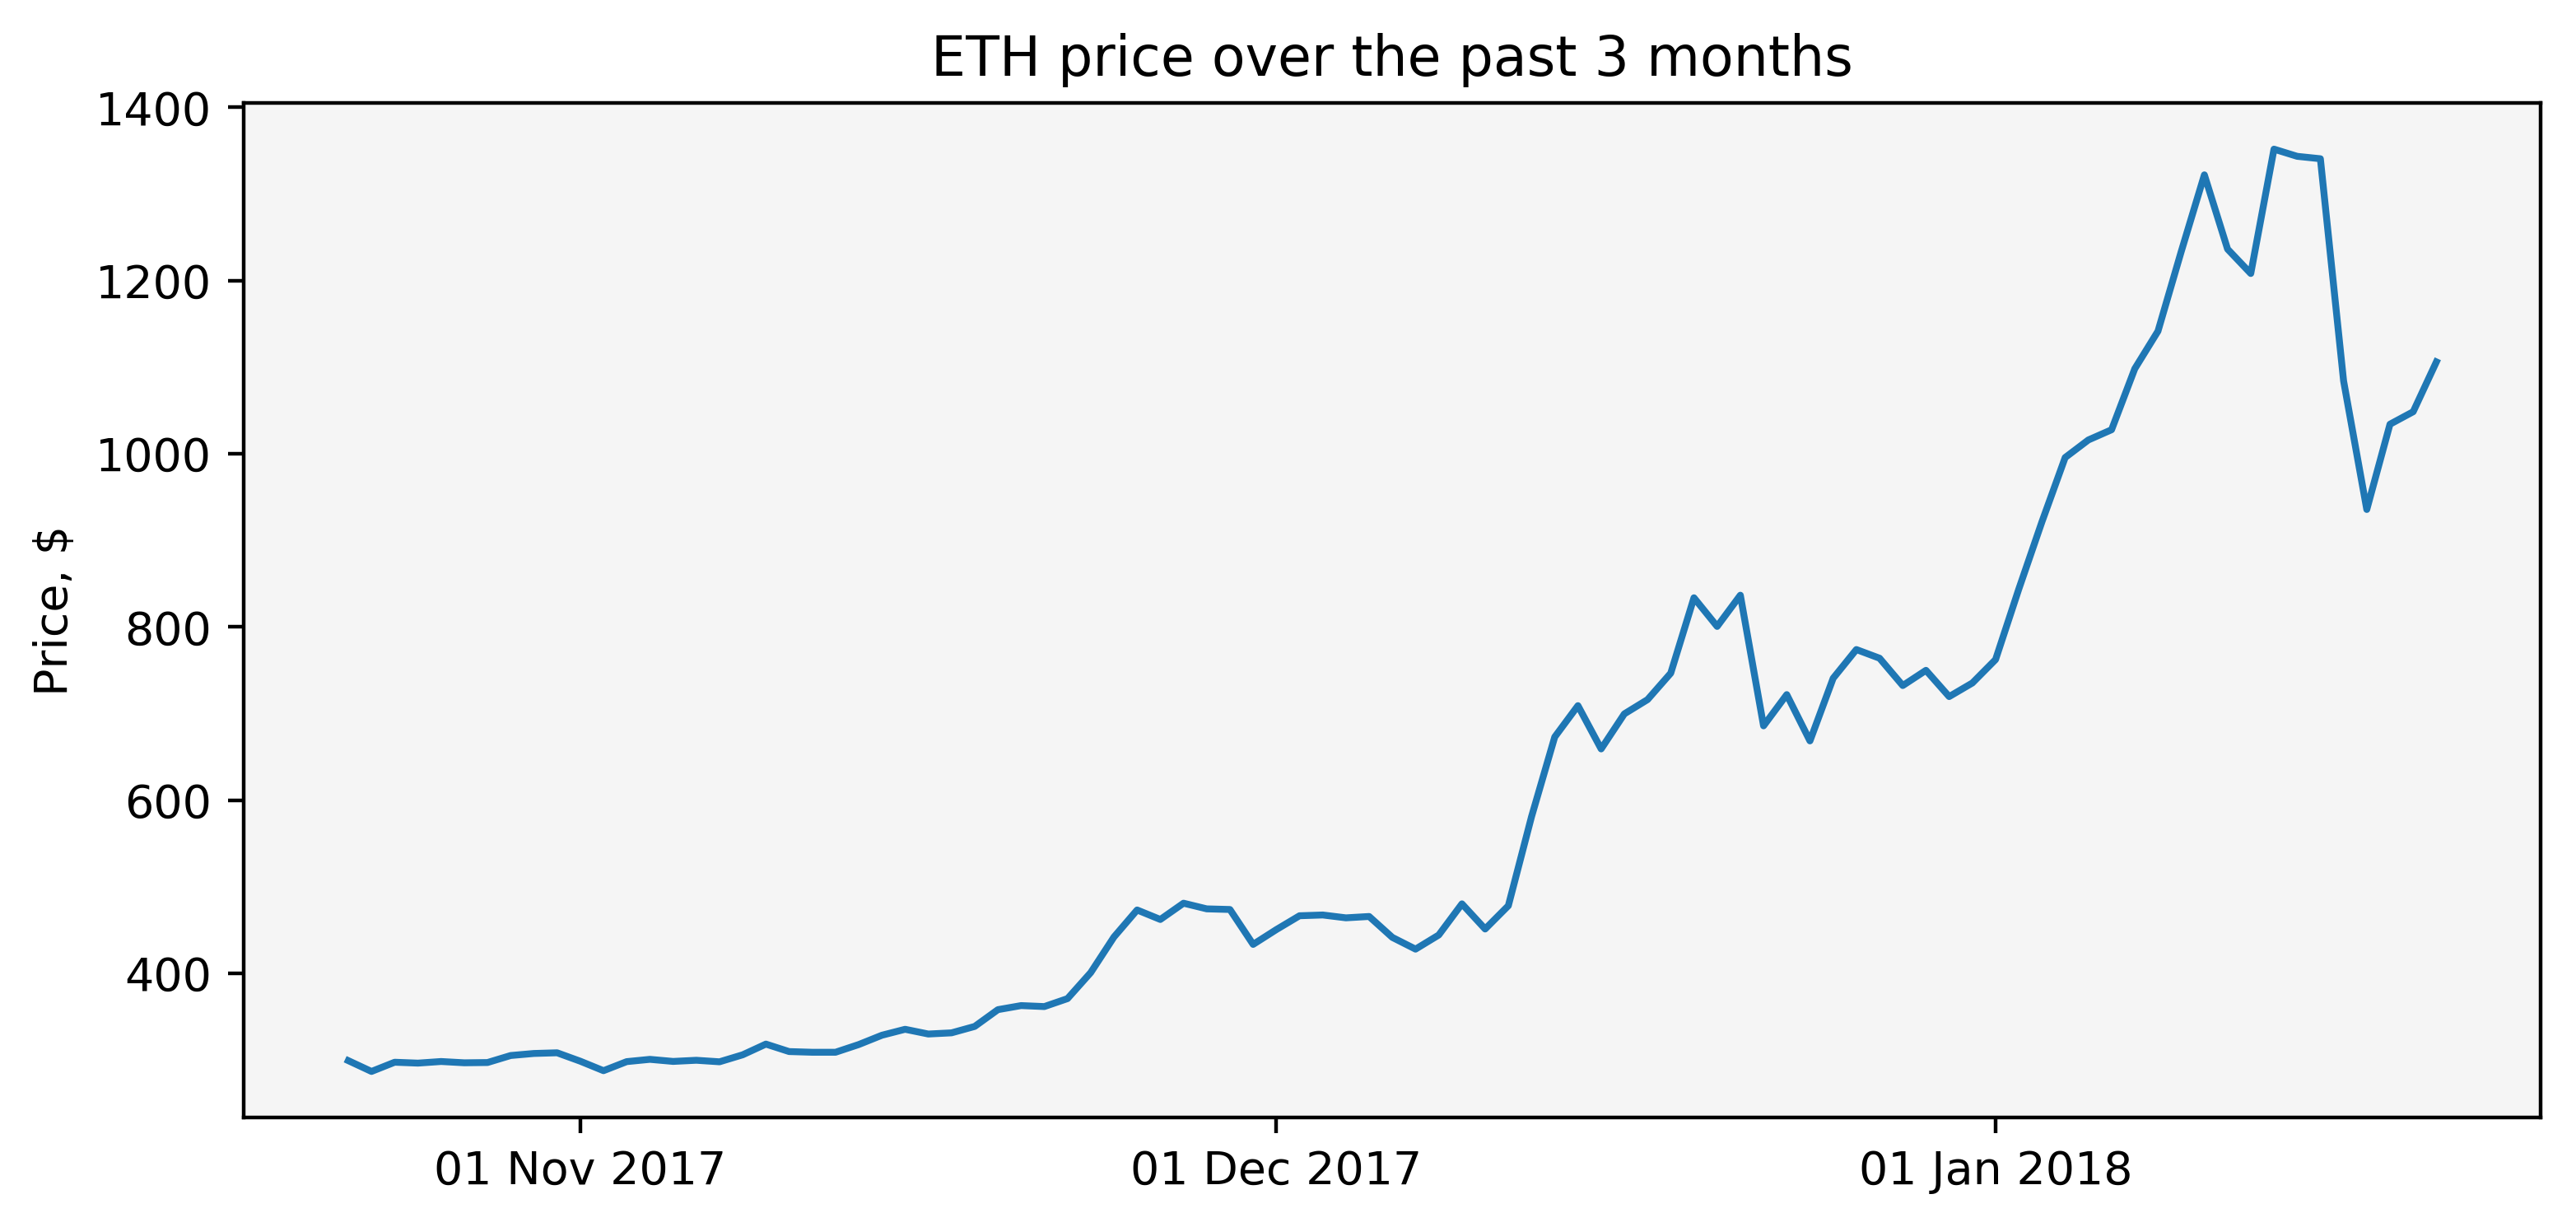 ETH price over the past 3 months
1400
1200
1000
800
600
400
Price, $
01 Nov 2017
01 Dec 2017
01 Jan 2018